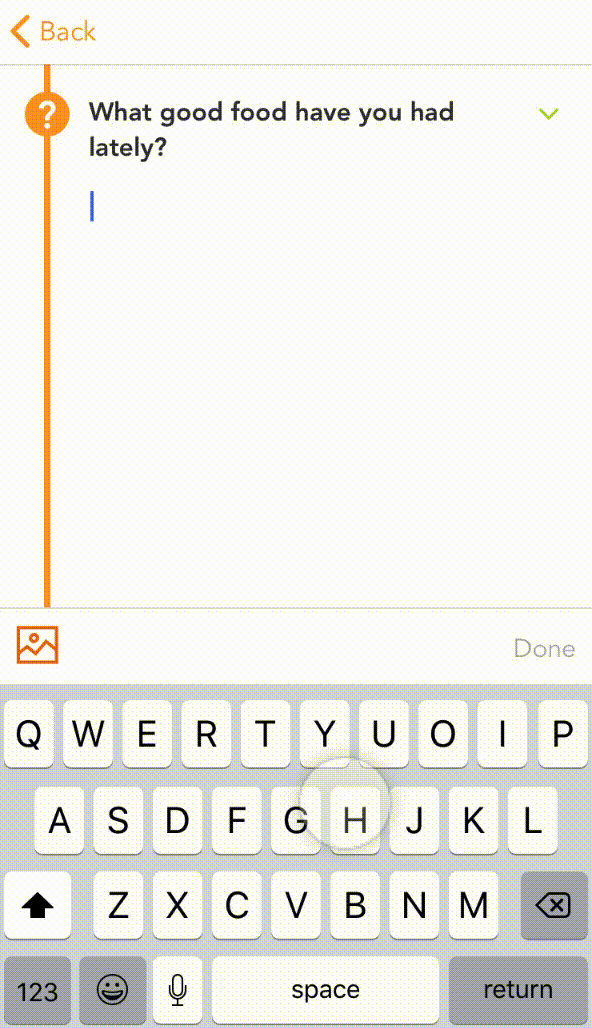 Back
?
What good food have you had
lately?
Done
Q W E R T Y U O I P
A S D F G H J K L
Z X C V B N M
123 space return